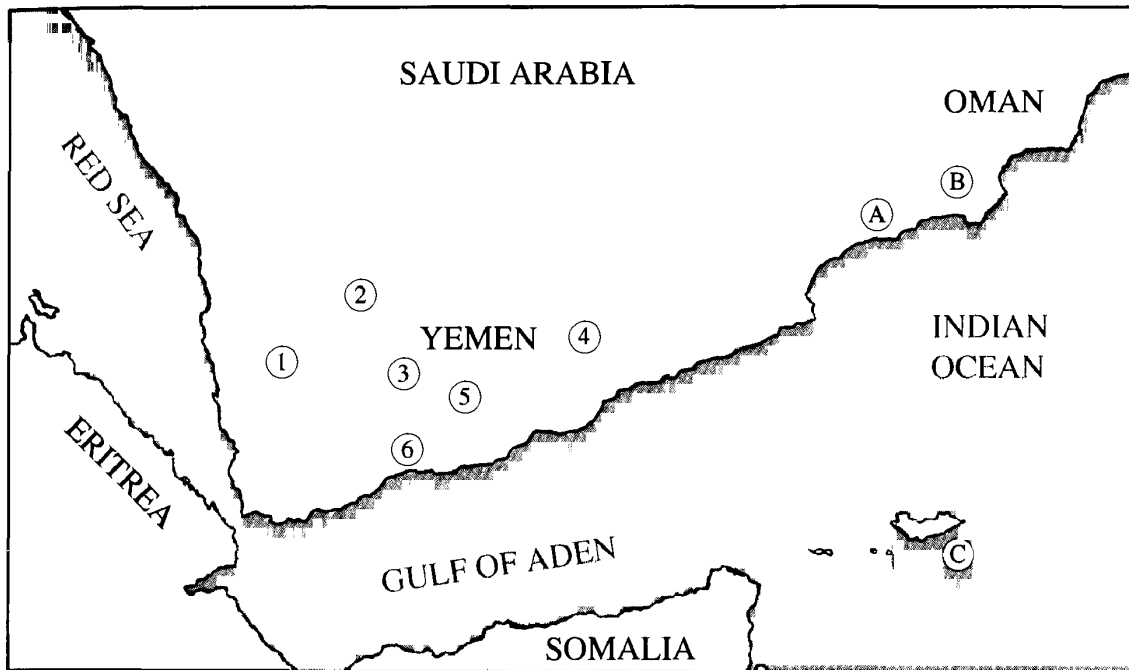 SAUDI ARABIA
OMAN
RED SEA
B
A
2
YEMEN
4
INDIAN
OCEAN
1
3
5
6
ERITREA
GULF OF ADEN
C
SOMALIA